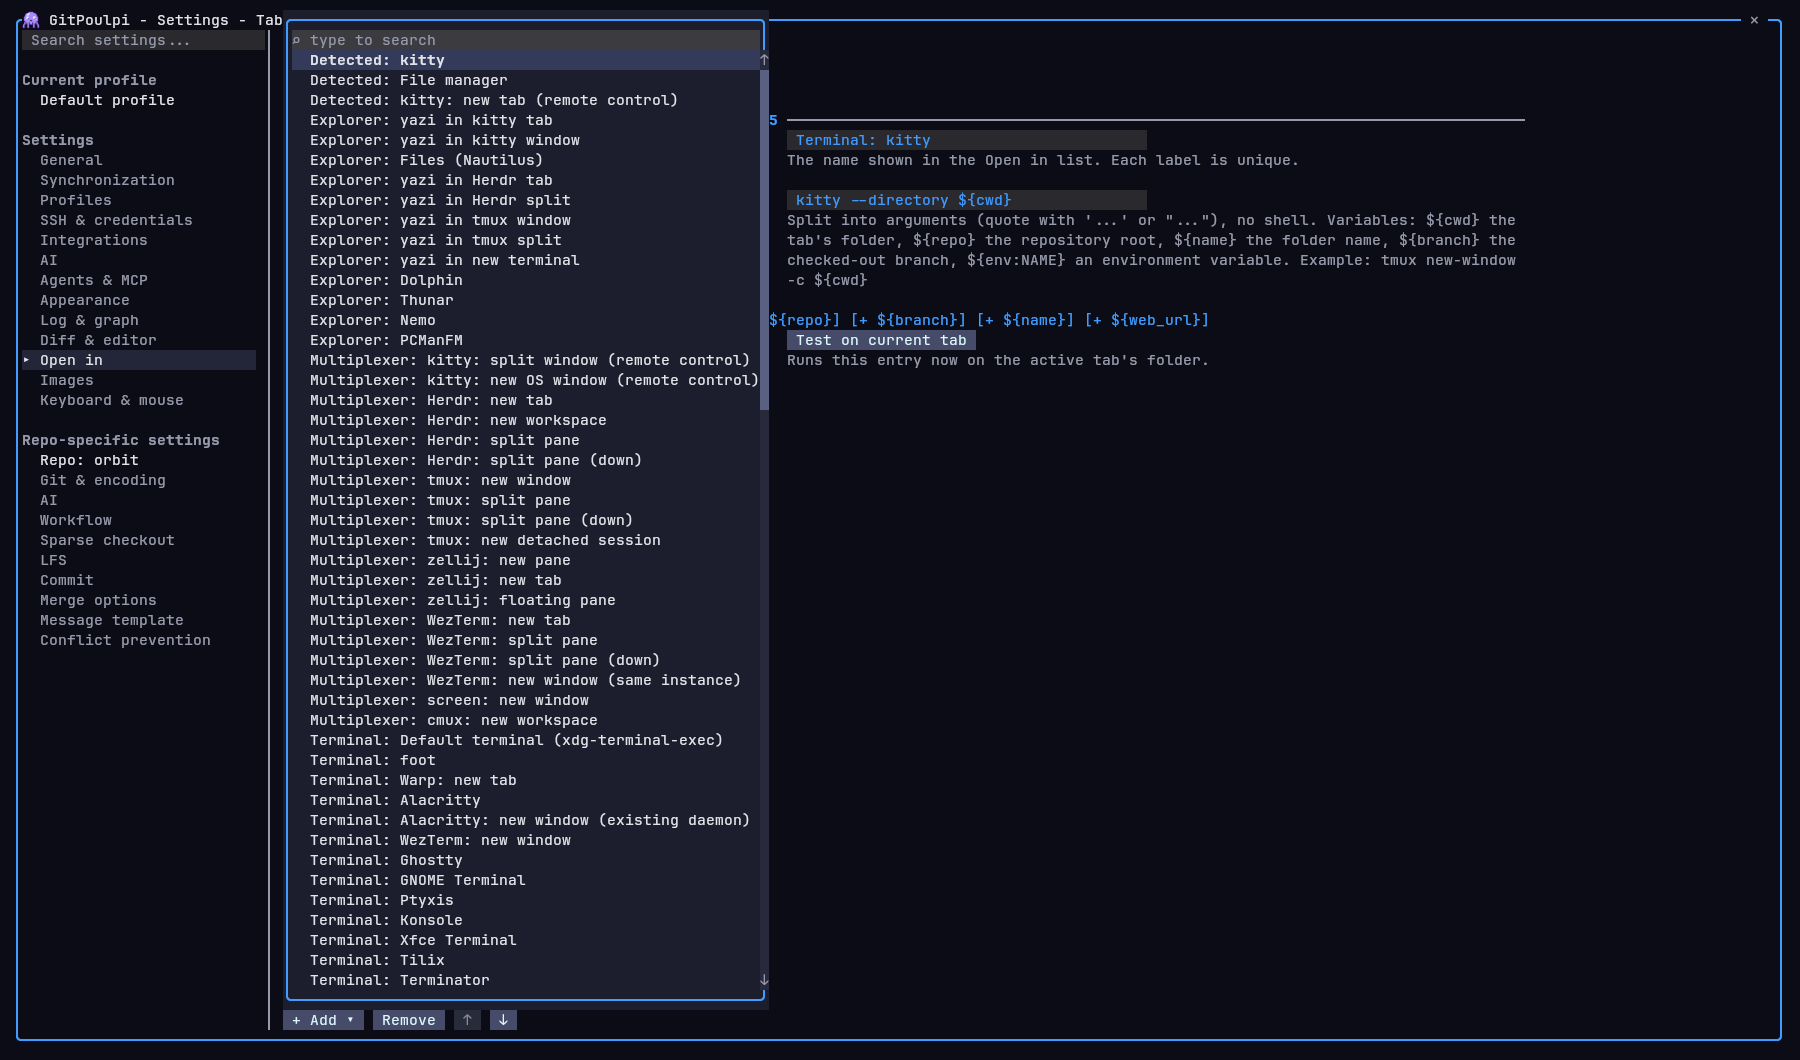 GitPoulpi - Settings - Tab
×
Search settings...
Current profile
Default profile
Settings
General
Synchronization
Profiles
SSH & credentials
Integrations
AI
Agents & MCP
Appearance
Log & graph
Diff & editor
▸ Open in
Images
Keyboard & mouse
Repo-specific settings
Repo: orbit
Git & encoding
AI
Workflow
Sparse checkout
LFS
Commit
Merge options
Message template
Conflict prevention
⌕ type to search
Detected: kitty
Detected: File manager
Detected: kitty: new tab (remote control)
Explorer: yazi in kitty tab
Explorer: yazi in kitty window
Explorer: Files (Nautilus)
Explorer: yazi in Herdr tab
Explorer: yazi in Herdr split
Explorer: yazi in tmux window
Explorer: yazi in tmux split
Explorer: yazi in new terminal
Explorer: Dolphin
Explorer: Thunar
Explorer: Nemo
Explorer: PCManFM
Multiplexer: kitty: split window (remote control)
Multiplexer: kitty: new OS window (remote control)
Multiplexer: Herdr: new tab
Multiplexer: Herdr: new workspace
Multiplexer: Herdr: split pane
Multiplexer: Herdr: split pane (down)
Multiplexer: tmux: new window
Multiplexer: tmux: split pane
Multiplexer: tmux: split pane (down)
Multiplexer: tmux: new detached session
Multiplexer: zellij: new pane
Multiplexer: zellij: new tab
Multiplexer: zellij: floating pane
Multiplexer: WezTerm: new tab
Multiplexer: WezTerm: split pane
Multiplexer: WezTerm: split pane (down)
Multiplexer: WezTerm: new window (same instance)
Multiplexer: screen: new window
Multiplexer: cmux: new workspace
Terminal: Default terminal (xdg-terminal-exec)
Terminal: foot
Terminal: Warp: new tab
Terminal: Alacritty
Terminal: Alacritty: new window (existing daemon)
Terminal: WezTerm: new window
Terminal: Ghostty
Terminal: GNOME Terminal
Terminal: Ptyxis
Terminal: Konsole
Terminal: Xfce Terminal
Terminal: Tilix
Terminal: Terminator
↑
↓
+ Add ▾
Remove
↑
↓
5
Terminal: kitty
The name shown in the Open in list. Each label is unique.
kitty --directory ${cwd}
Split into arguments (quote with '...' or "..."), no shell. Variables: ${cwd} the
tab's folder, ${repo} the repository root, ${name} the folder name, ${branch} the
checked-out branch, ${env:NAME} an environment variable. Example: tmux new-window
-c ${cwd}
${repo}] [+ ${branch}] [+ ${name}] [+ ${web_url}]
Test on current tab
Runs this entry now on the active tab's folder.